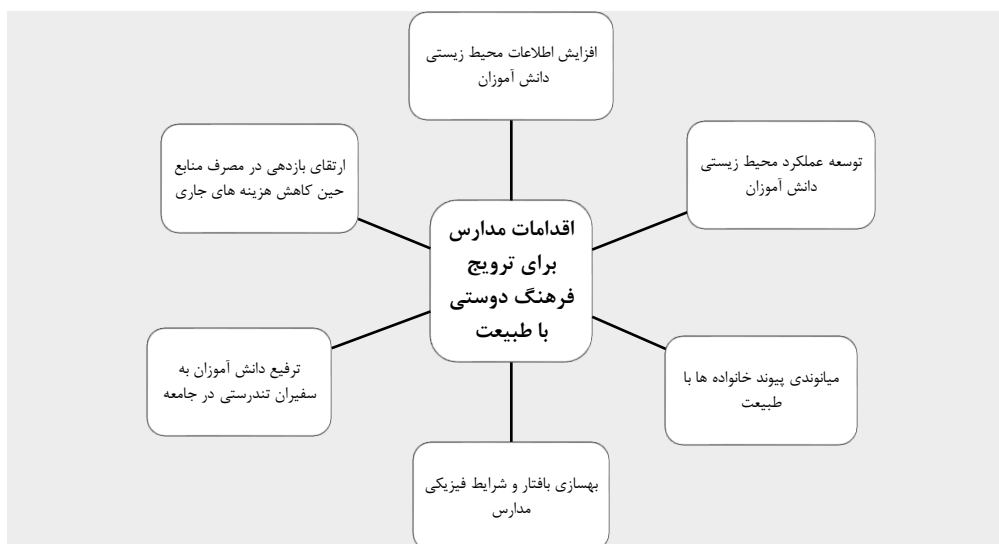 افزایش اطلاعات محیط زیستی
دانش آموزان
توسعه عملکرد محیط زیستی
دانش آموزان
ارتقای بازدهی در مصرف منابع
حین کاهش هزینه های جاری
اقدامات مدارس
برای ترویج
فرهنگ دوستی
با طبیعت
میانوندی پیوند خانواده ها با
طبیعت
ترفیع دانش آموزان به
سفیران تندرستی در جامعه
بهسازی بافتار و شرایط فیزیکی
مدارس